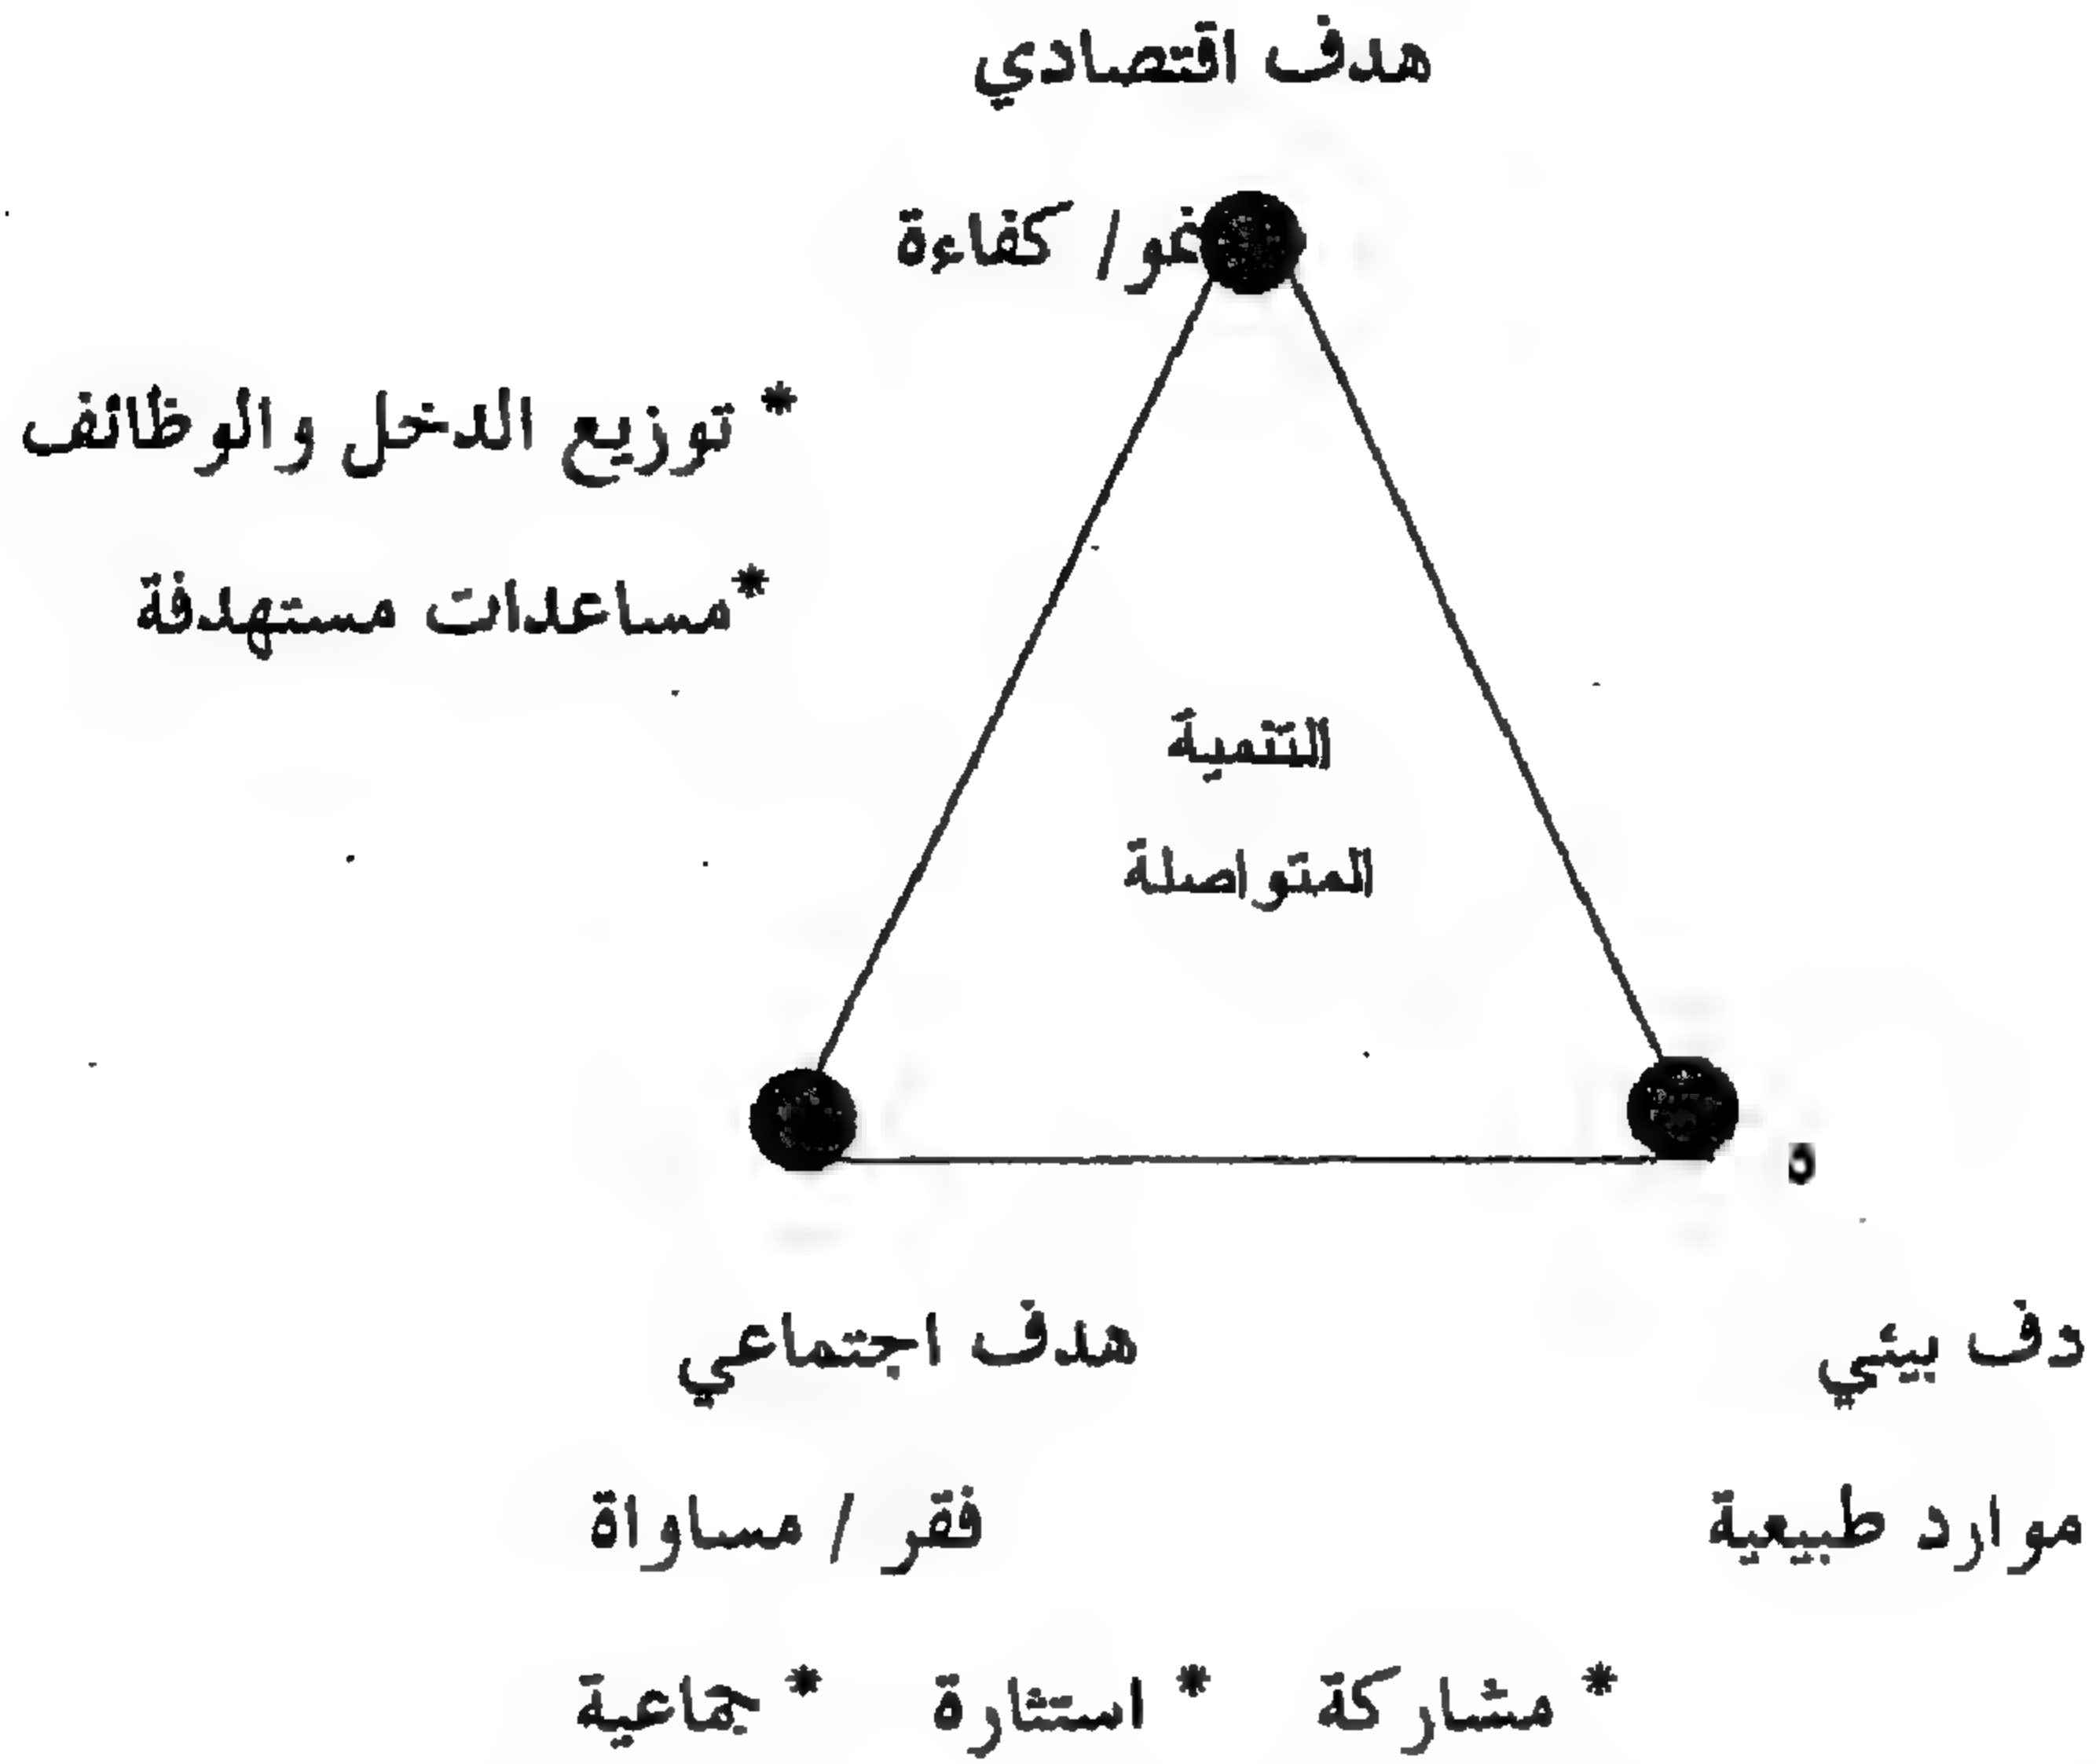 هدف اقتصادي
نمو / كفاءة
* توزيع الدخل والوظائف
*مساعدات مستهدفة
التنمية
المتواصلة
ه
دف بيئي
هدف اجتماعي
موارد طبيعية
فقر / مساواة
* مشاركة * استثارة * جماعية